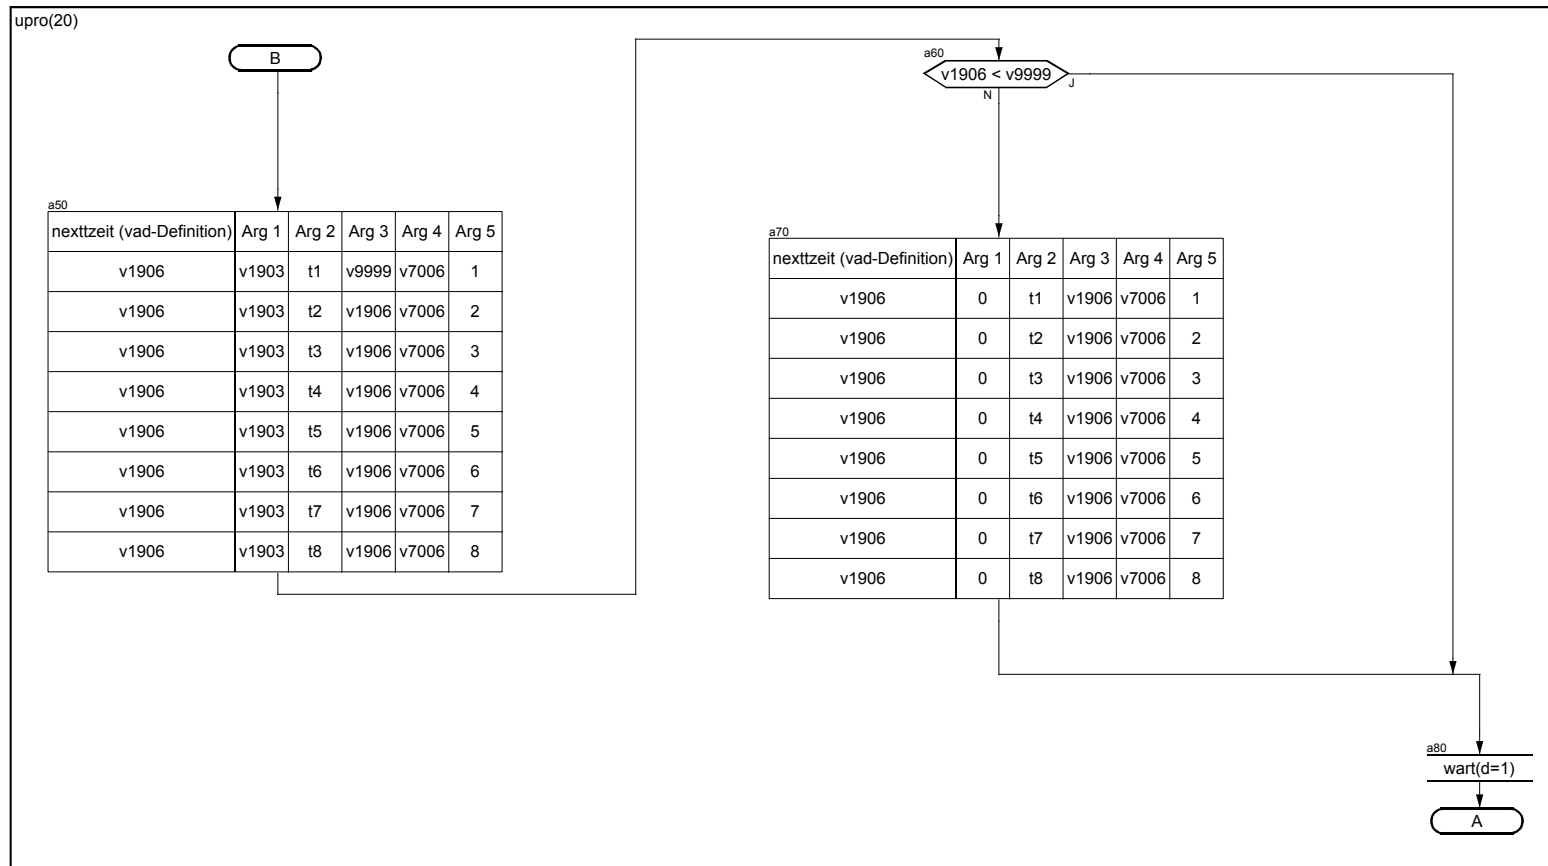 upro(20)
B
a50
nexttzeit (vad-Definition) Arg 1 Arg 2 Arg 3 Arg 4 Arg 5
v1906 v1903 t1 v9999 v7006 1
v1906 v1903 t2 v1906 v7006 2
v1906 v1903 t3 v1906 v7006 3
v1906 v1903 t4 v1906 v7006 4
v1906 v1903 t5 v1906 v7006 5
v1906 v1903 t6 v1906 v7006 6
v1906 v1903 t7 v1906 v7006 7
v1906 v1903 t8 v1906 v7006 8
a60
v1906 < v9999
N
J
a70
nexttzeit (vad-Definition) Arg 1 Arg 2 Arg 3 Arg 4 Arg 5
v1906 0 t1 v1906 v7006 1
v1906 0 t2 v1906 v7006 2
v1906 0 t3 v1906 v7006 3
v1906 0 t4 v1906 v7006 4
v1906 0 t5 v1906 v7006 5
v1906 0 t6 v1906 v7006 6
v1906 0 t7 v1906 v7006 7
v1906 0 t8 v1906 v7006 8
a80
wart(d=1)
A